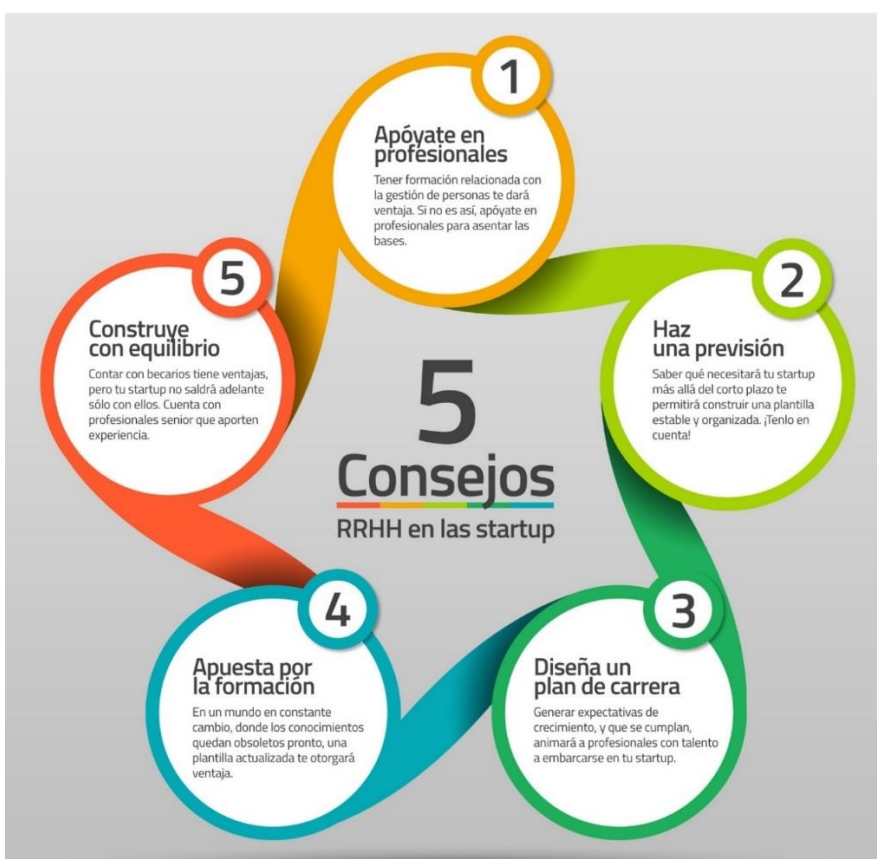 1
Apóyate en
profesionales
Tener formación relacionada con
la gestión de personas te dará
ventaja. Si no es así, apóyate en
profesionales para asentar las
bases.
2
Haz
una previsión
Saber qué necesitará tu startup
más allá del corto plazo te
permitirá construir una plantilla
estable y organizada. ¡Tenlo en
cuenta!
3
Diseña un
plan de carrera
Generar expectativas de
crecimiento, y que se cumplan,
animará a profesionales con talento
a embarcarse en tu startup.
4
Apuesta por
la formación
En un mundo en constante
cambio, donde los conocimientos
quedan obsoletos pronto, una
plantilla actualizada te otorgará
ventaja.
5
Construye
con equilibrio
Contar con becarios tiene ventajas,
pero tu startup no saldrá adelante
sólo con ellos. Cuenta con
profesionales senior que aporten
experiencia.
5
Consejos
RRHH en las startup